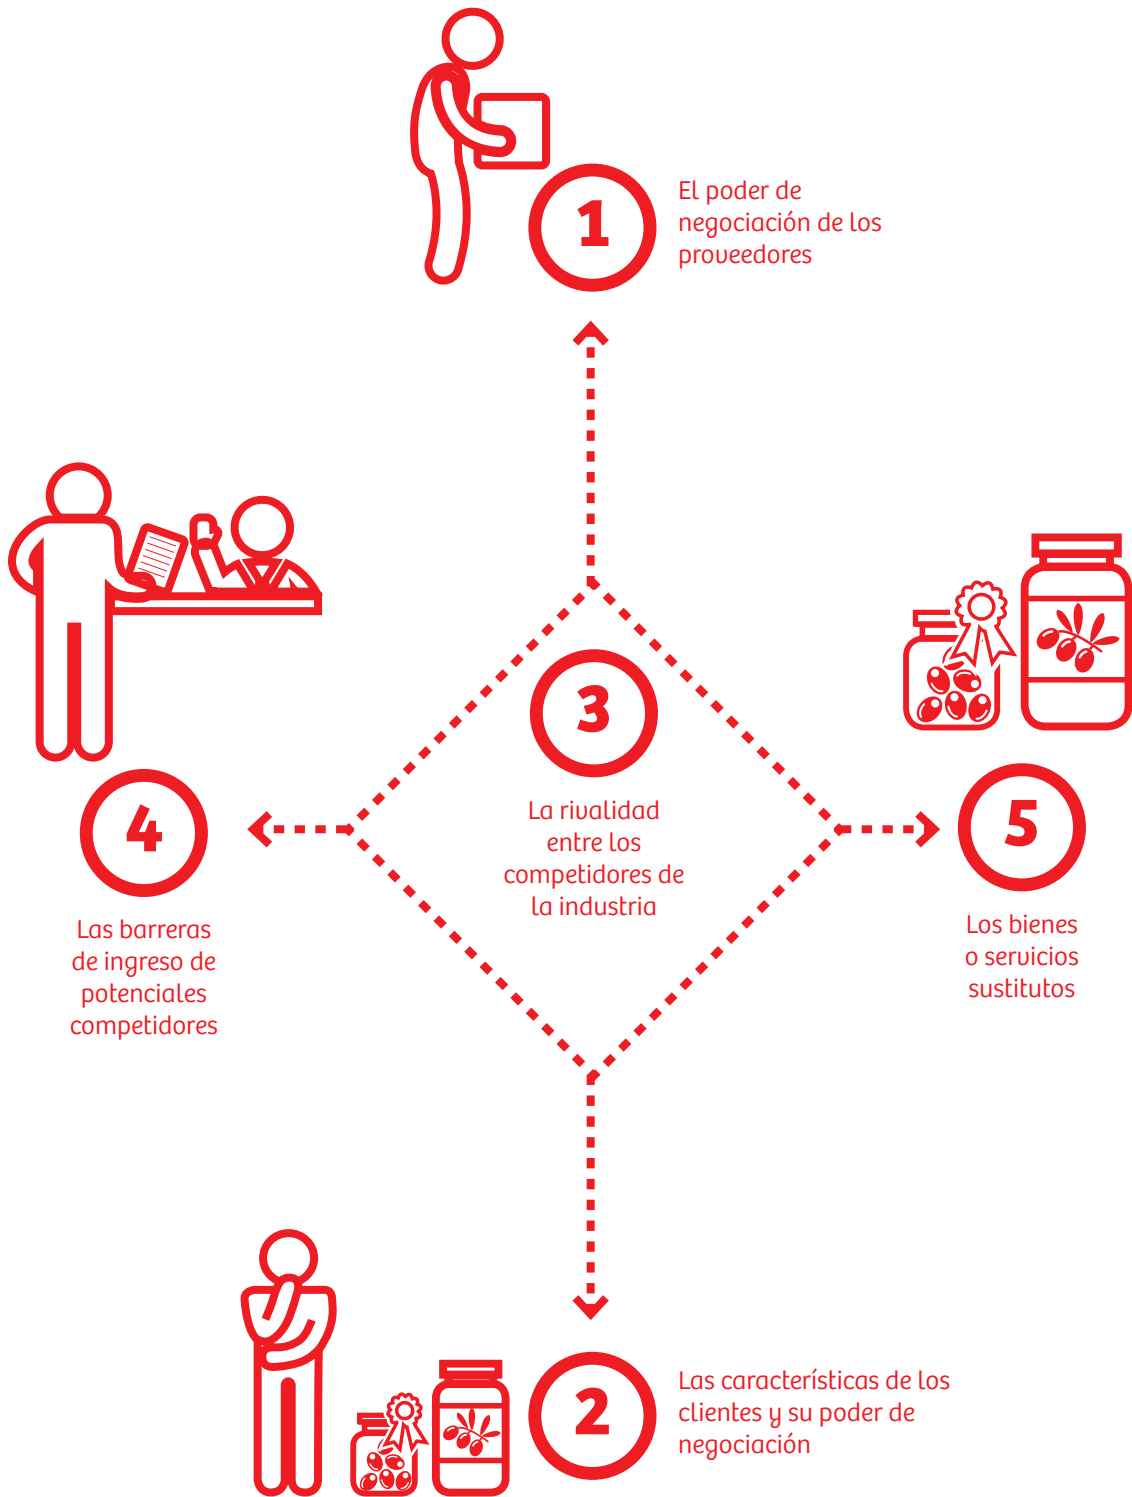 1
El poder de
negociación de los
proveedores
3
La rivalidad
entre los
competidores de
la industria
4
Las barreras
de ingreso de
potenciales
competidores
5
Los bienes
o servicios
sustitutos
2
Las características de los
clientes y su poder de
negociación